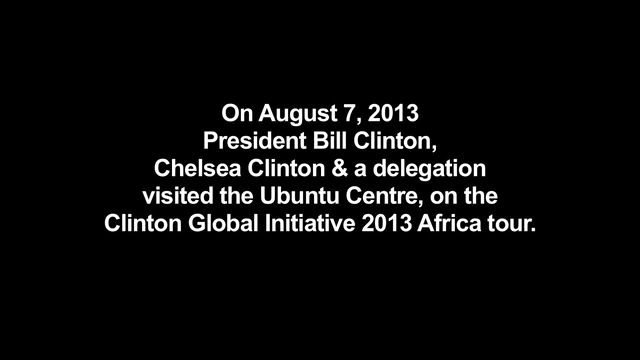 On August 7, 2013
President Bill Clinton,
Chelsea Clinton & a delegation
visited the Ubuntu Centre, on the
Clinton Global Initiative 2013 Africa tour.